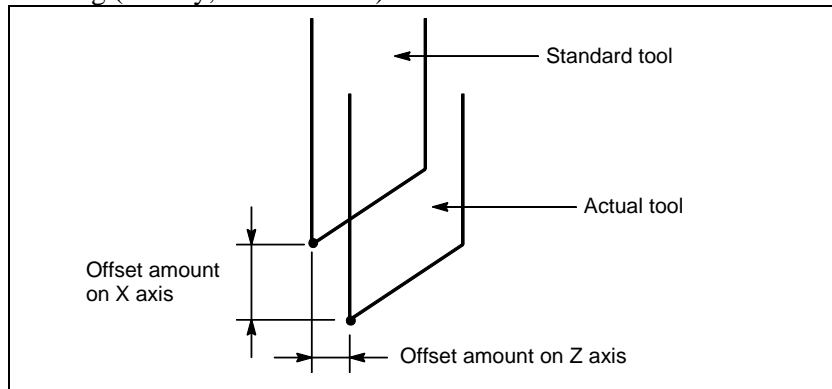 Standard tool
Actual tool
Offset amount
on X axis
Offset amount on Z axis